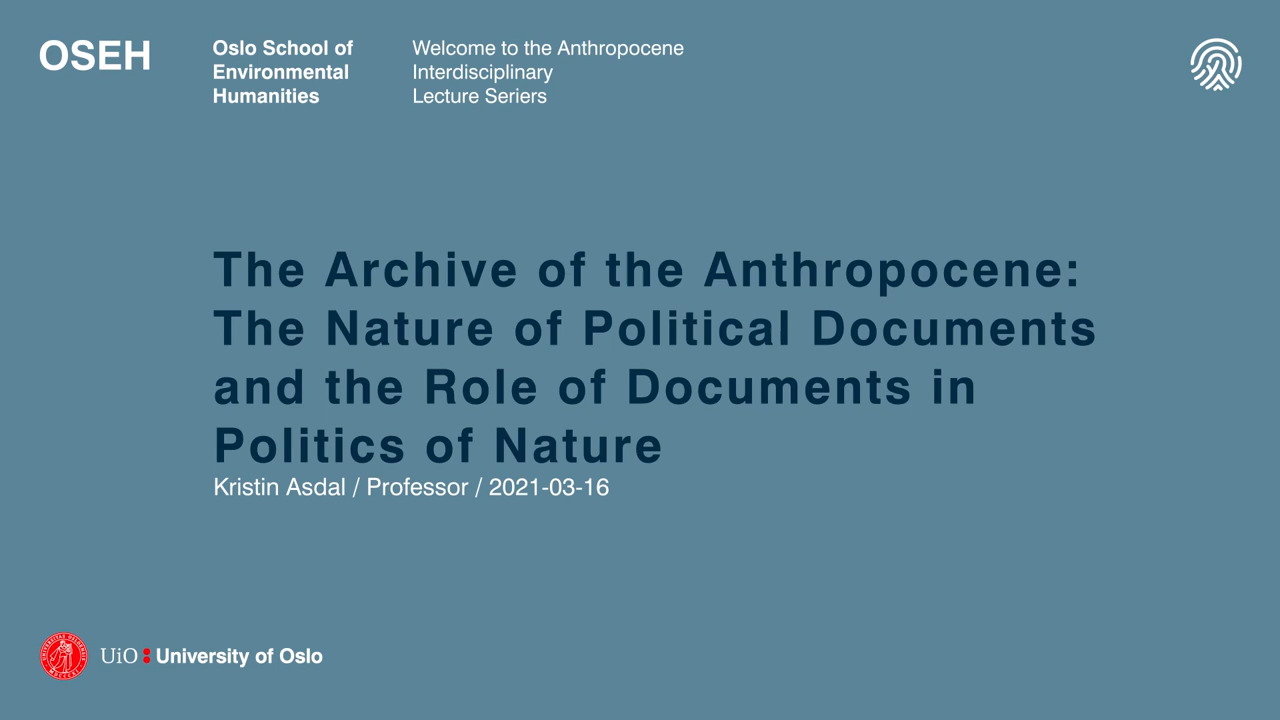 OSEH
Oslo School of
Environmental
Humanities
Welcome to the Anthropocene
Interdisciplinary
Lecture Seriers
The Archive of the Anthropocene:
The Nature of Political Documents
and the Role of Documents in
Politics of Nature
Kristin Asdal / Professor / 2021-03-16
UiO : University of Oslo